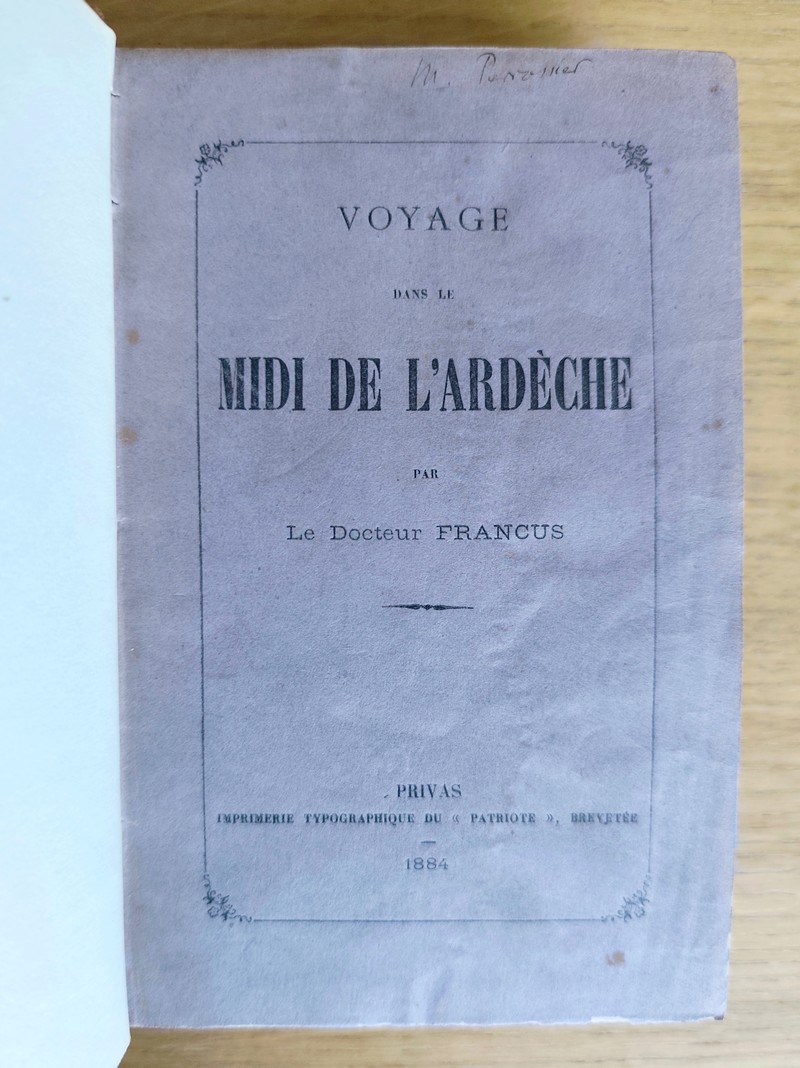 M.
VOYAGE
DANS LE
MIDI DE L'ARDÈCHE
PAR
Le Docteur FRANCUS
PRIVAS
IMPRIMERIE TYPOGRAPHIQUE DU « PATRIOTE », BREVETÉE
1884